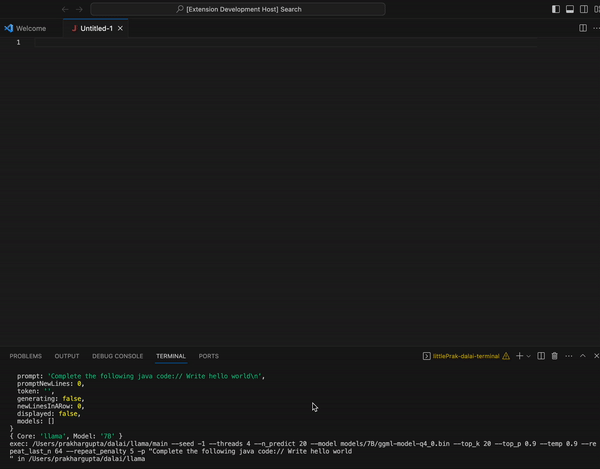 [Extension Development Host] Search
Welcome
J Untitled-1
1
PROBLEMS OUTPUT DEBUG CONSOLE TERMINAL PORTS
littlePrak-dalai-terminal
prompt: 'Complete the following java code:// Write hello world\n',
promptNewLines: 0,
token: '',
generating: false,
newLinesInARow: 0,
displayed: false,
models: []
}
{ Core: 'llama', Model: '7B' }
exec: /Users/prakhargupta/dalai/llama/main --seed -1 --threads 4 --n_predict 20 --model models/7B/ggml-model-q4_0.bin --top_k 20 --top_p 0.9 --temp 0.9 --re
peat_last_n 64 --repeat_penalty 5 -p "Complete the following java code:// Write hello world
" in /Users/prakhargupta/dalai/llama